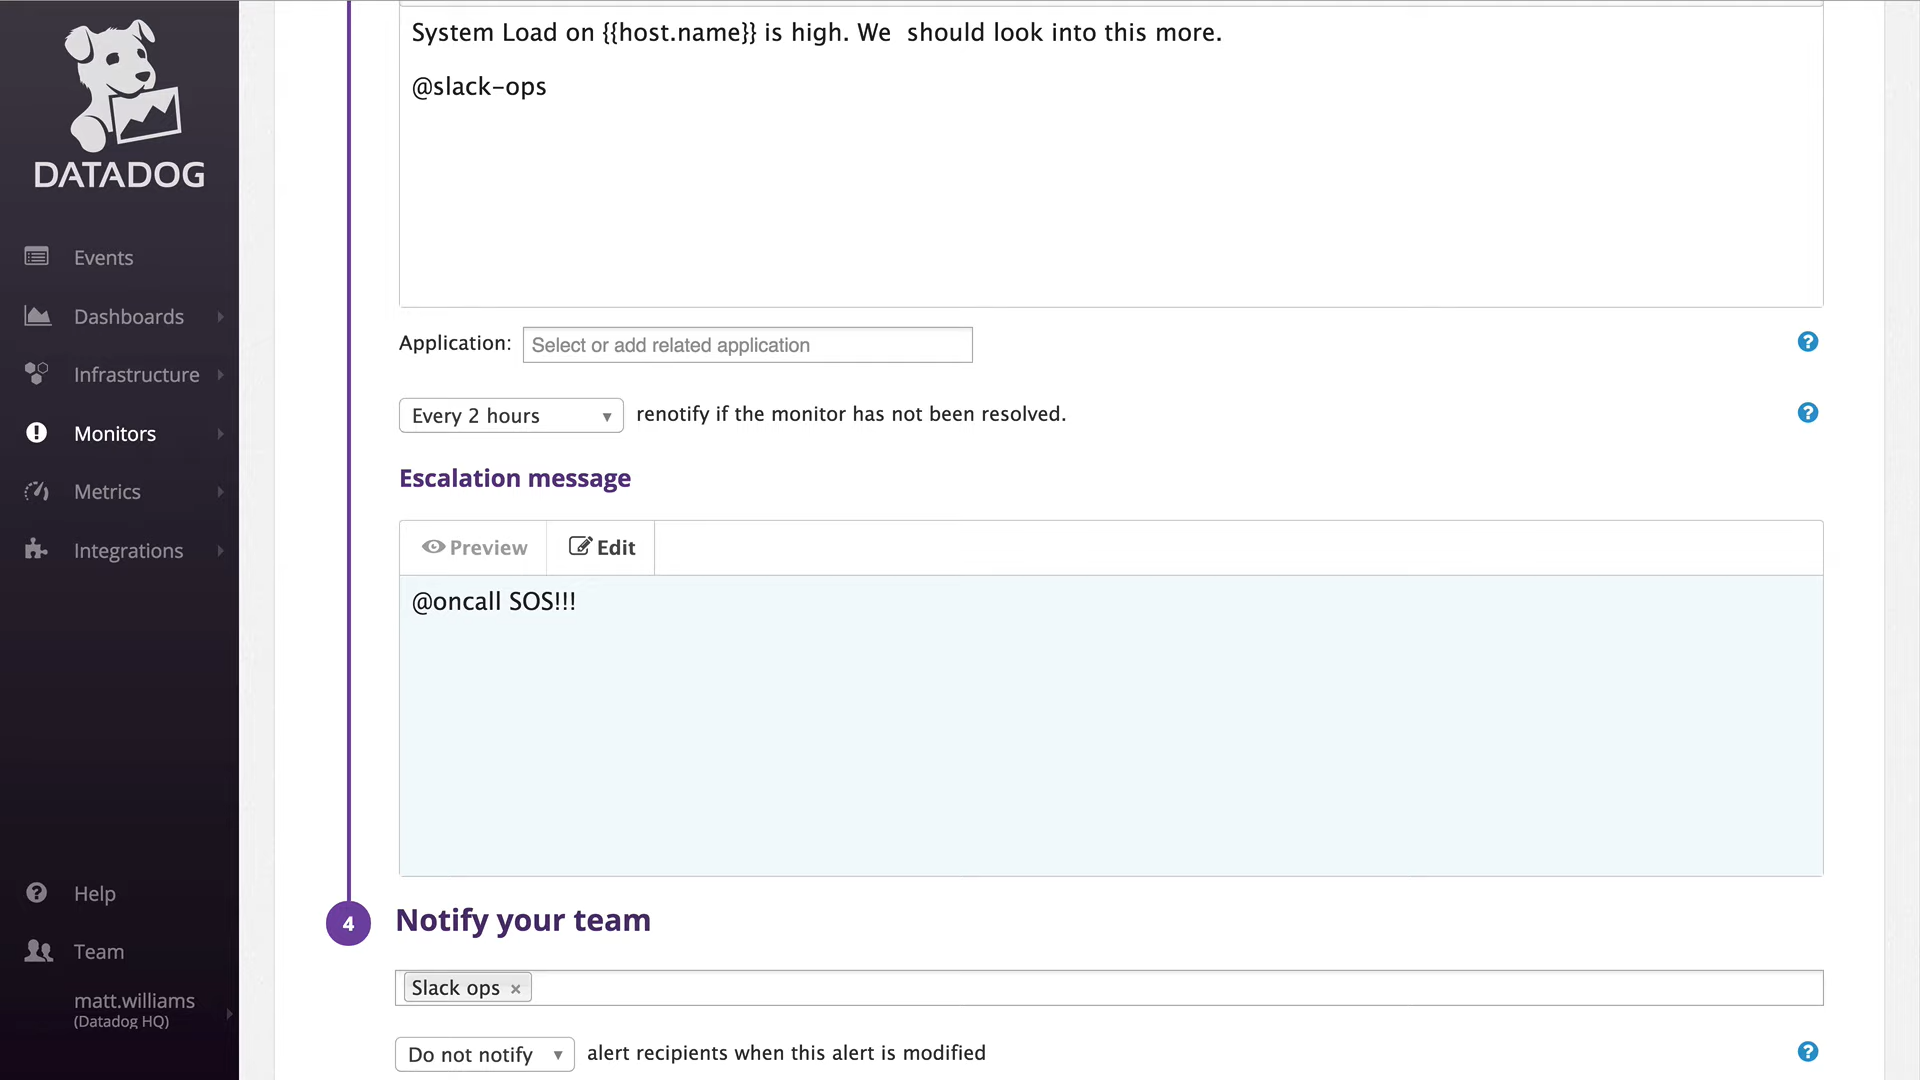 DATADOG
Events
Dashboards
Infrastructure
Monitors
Metrics
Integrations
Help
Team
matt.williams
(Datadog HQ)
System Load on {{host.name}} is high. We  should look into this more.
@slack-ops
Application: Select or add related application
?
Every 2 hours ▼ renotify if the monitor has not been resolved.
?
Escalation message
Preview Edit
@oncall SOS!!!
4 Notify your team
Slack ops ×
Do not notify ▼ alert recipients when this alert is modified
?